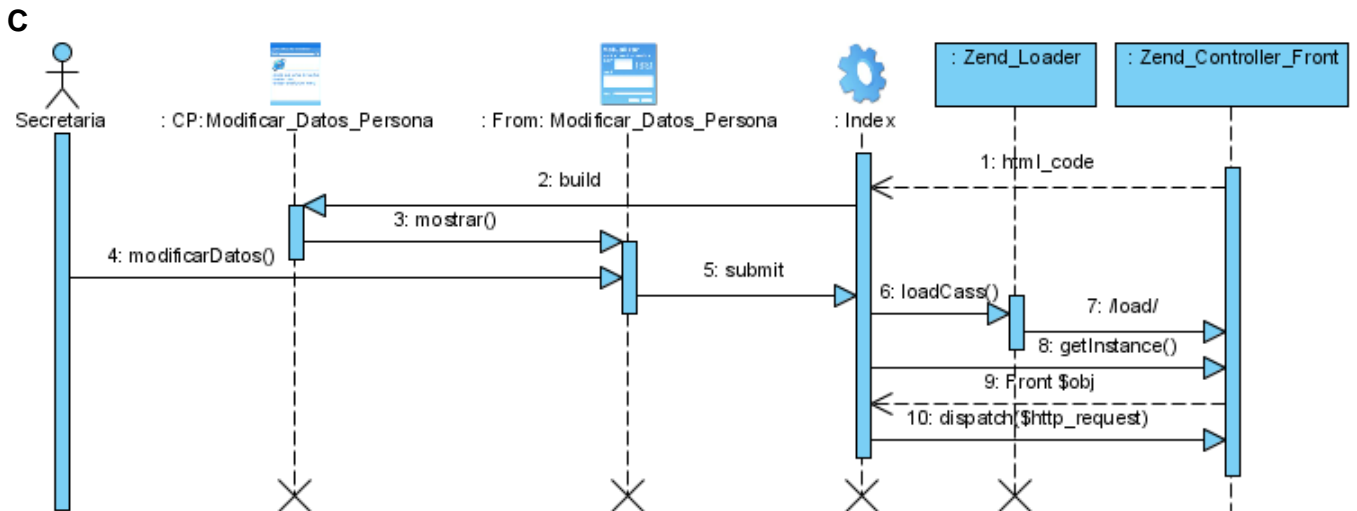 C
: Zend_Loader
: Zend_Controller_Front
Secretaria
: CP:Modificar_Datos_Persona
: From: Modificar_Datos_Persona
: Index
1: html_code
2: build
3: mostrar()
4: modificarDatos()
5: submit
6: loadCass()
7: /load/
8: getInstance()
9: Front $obj
10: dispatch($http_request)